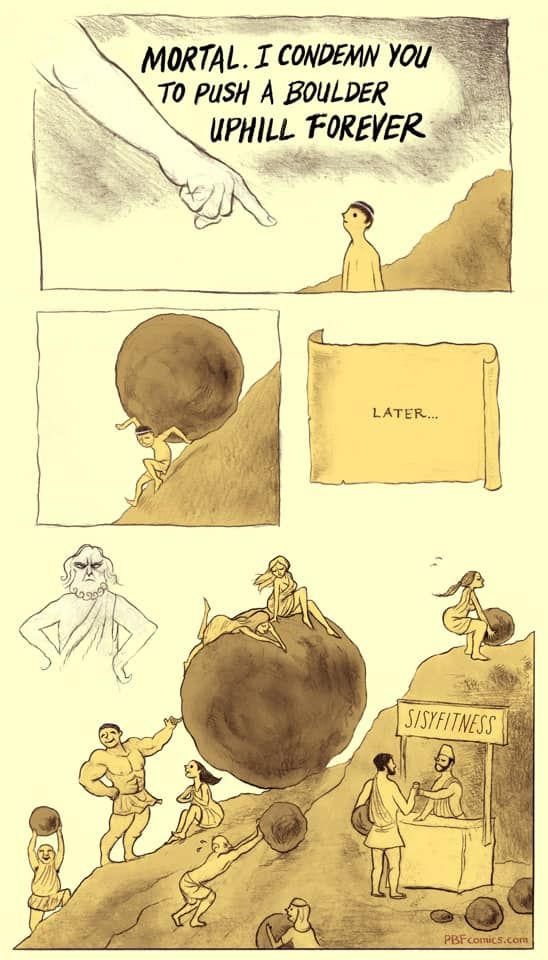 MORTAL. I CONDEMN YOU
TO PUSH A BOULDER
UPHILL FOREVER
LATER...
SISYFITNESS
PBFcomics.com